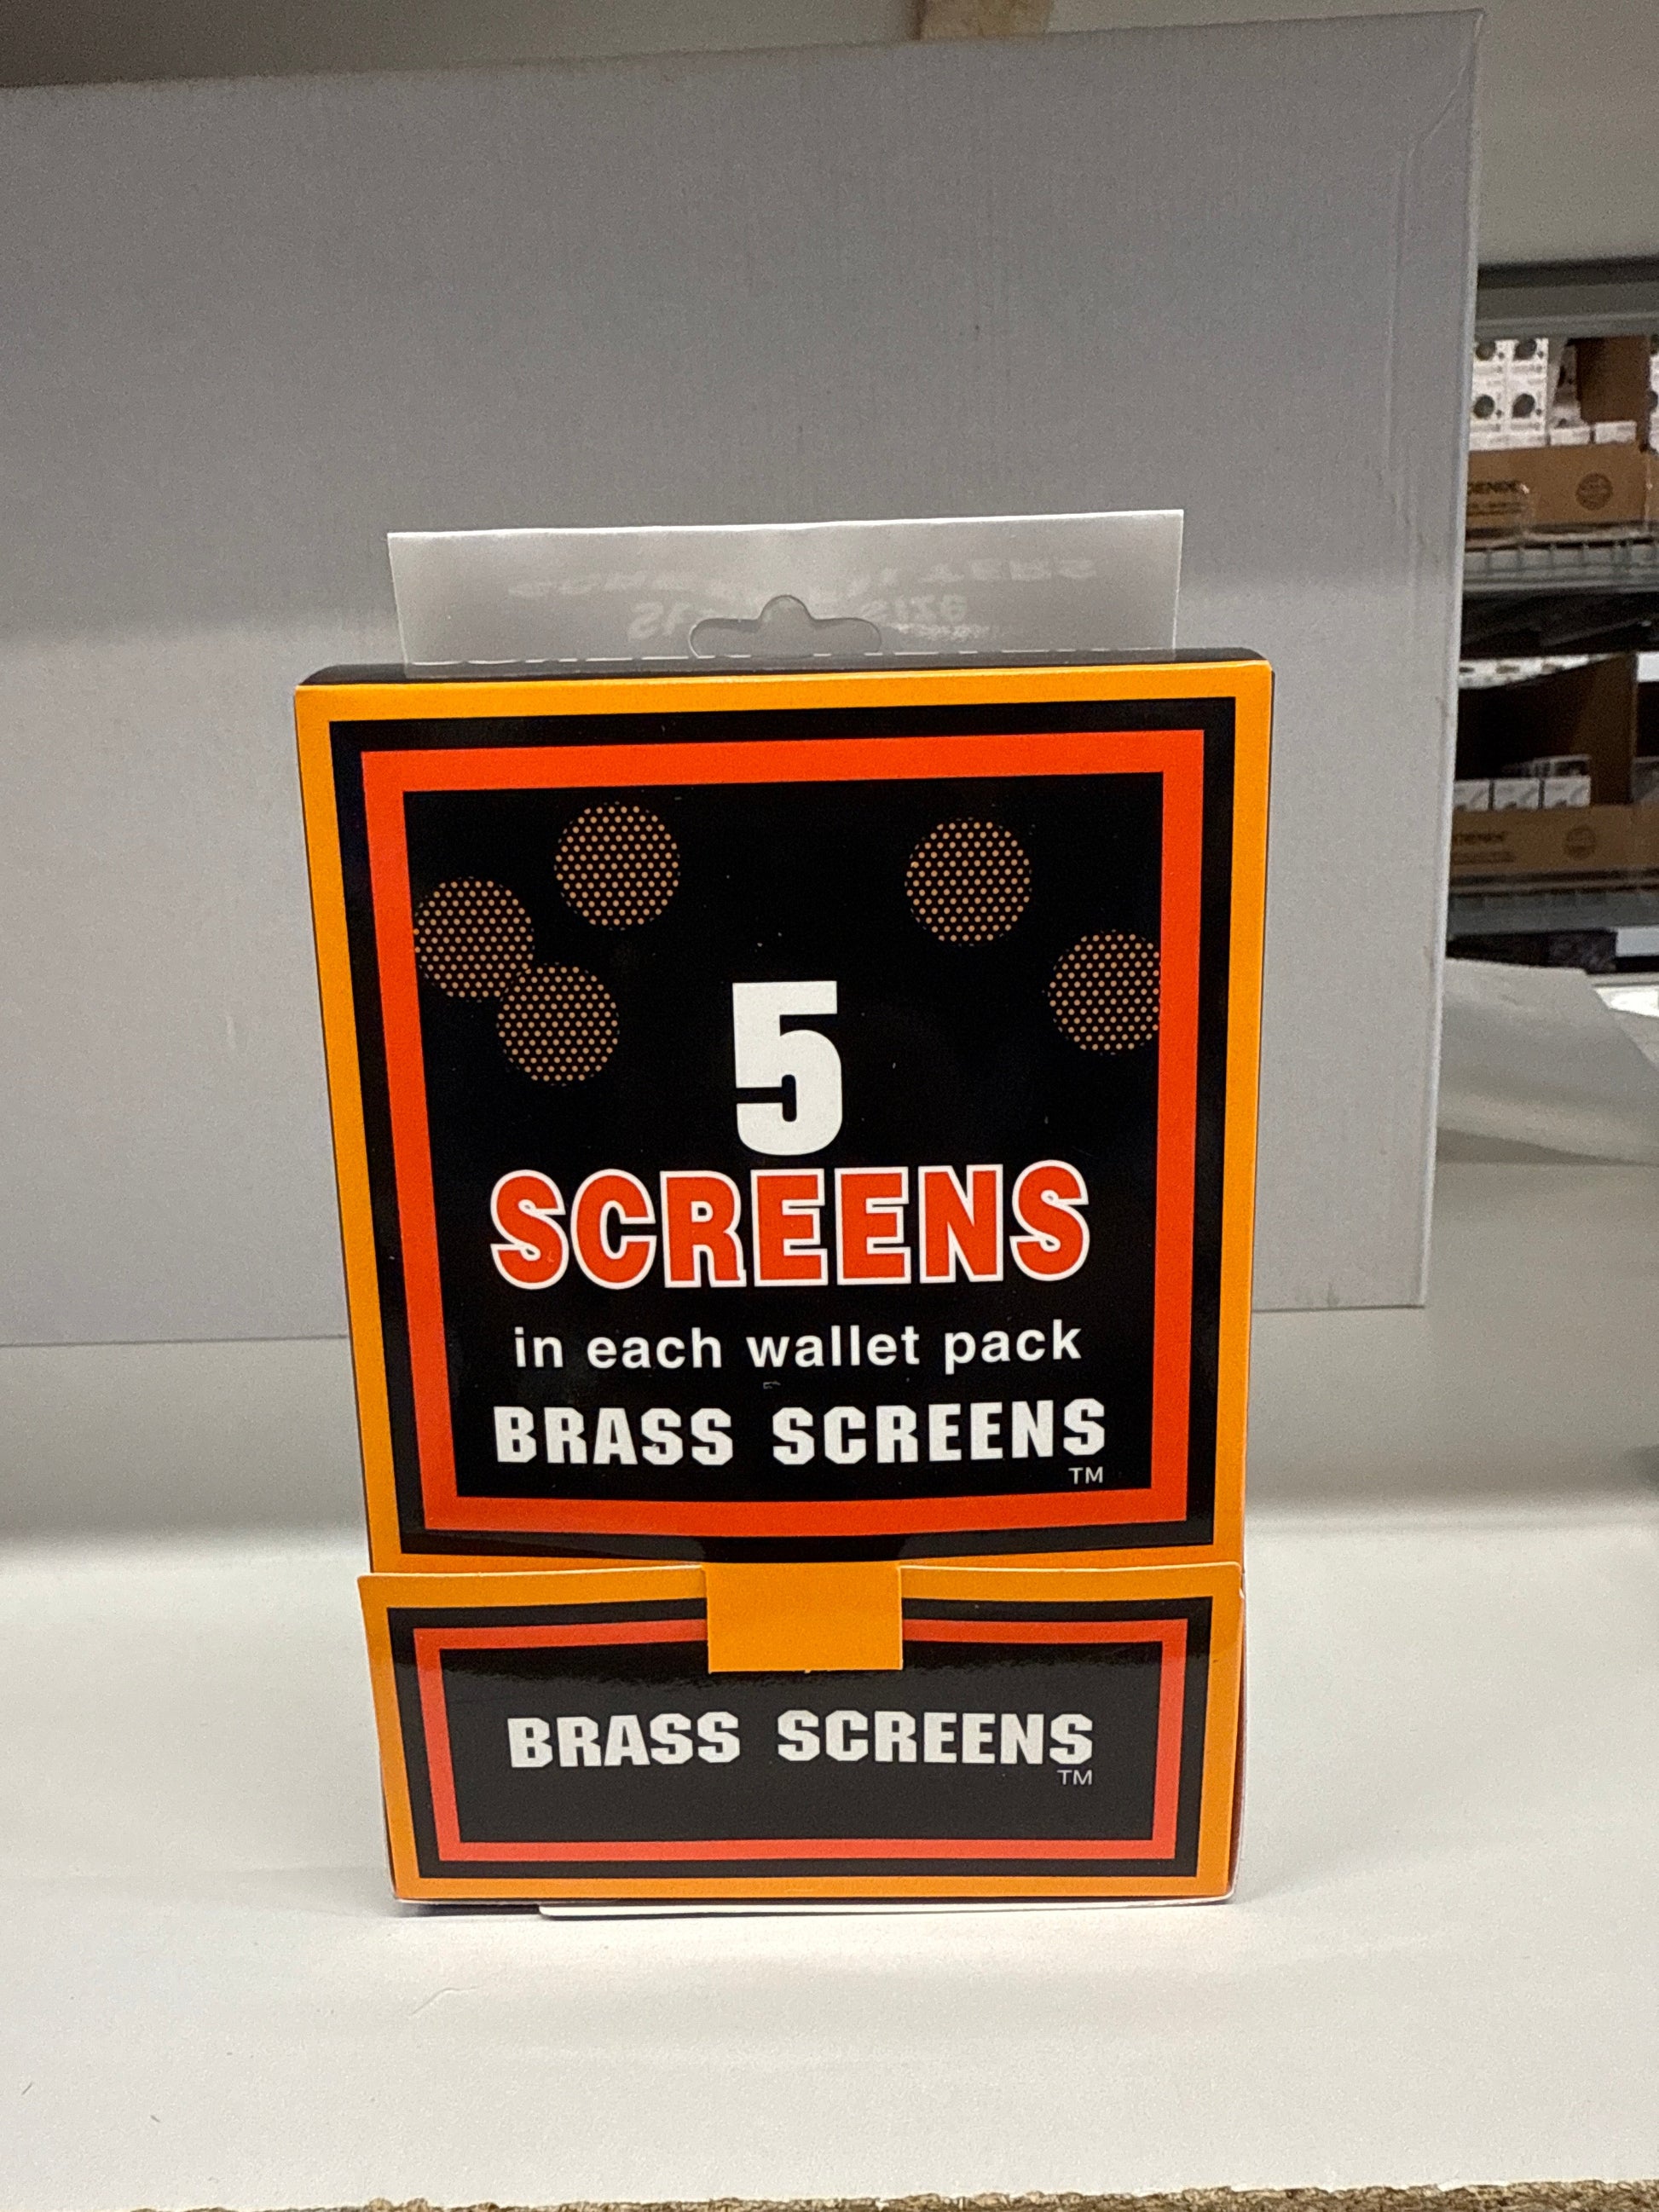 5
SCREENS
in each wallet pack
BRASS SCREENS
TM
BRASS SCREENS
TM